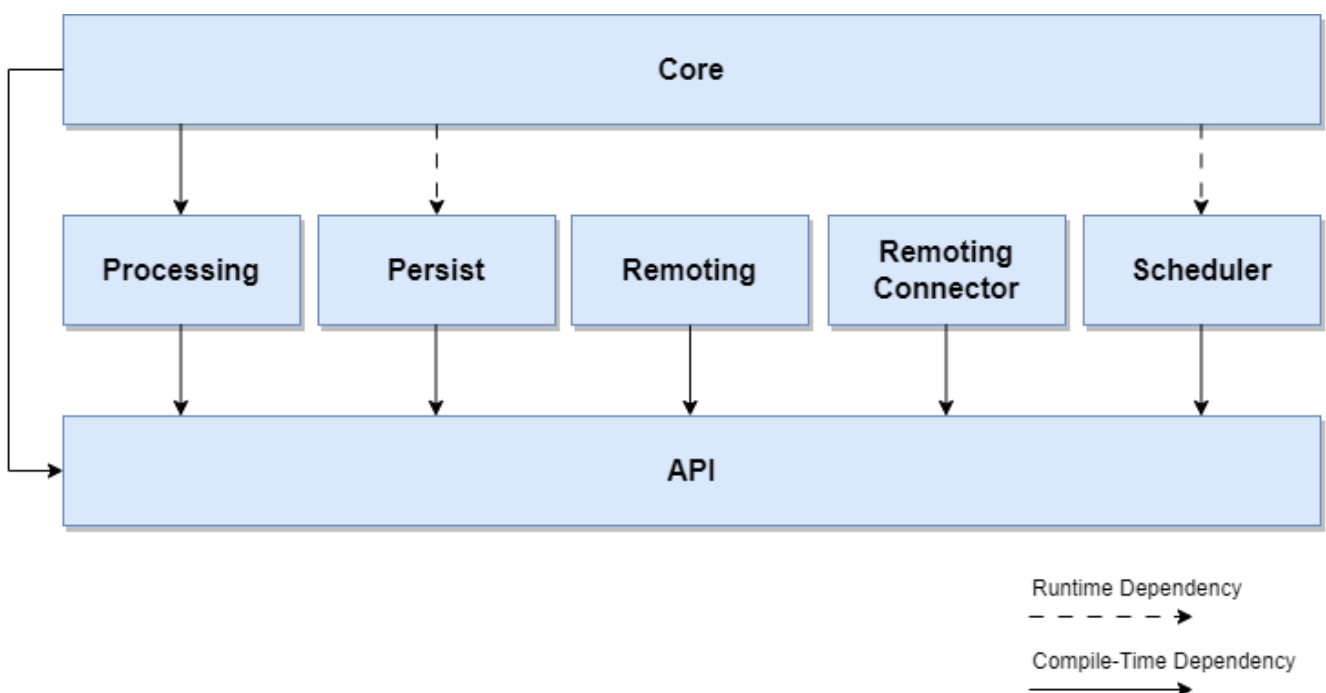 Core
Processing
Persist
Remoting
Remoting
Connector
Scheduler
API
Runtime Dependency
Compile-Time Dependency